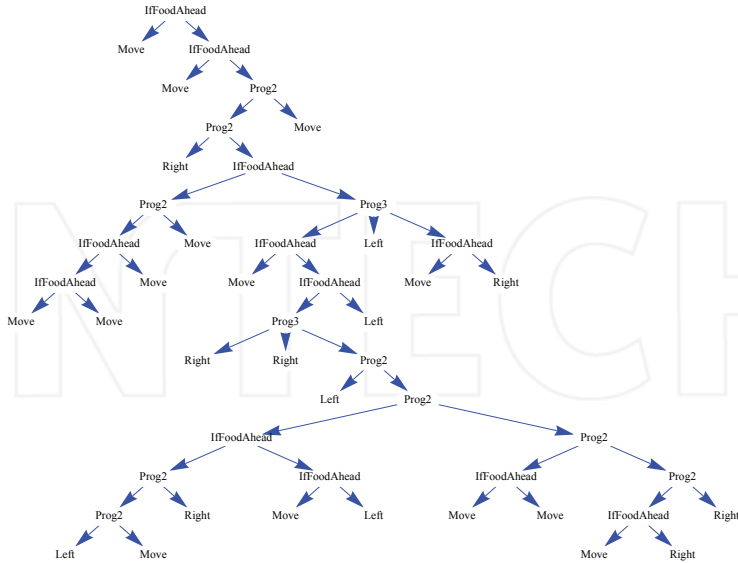 IfFoodAhead
Move IfFoodAhead
Move Prog2
Prog2 Move
Right IfFoodAhead
Prog2 Prog3
IfFoodAhead Move IfFoodAhead Left IfFoodAhead
IfFoodAhead Move Move IfFoodAhead Move Right
Move Move Prog3 Left
Right Right Prog2
Left Prog2
IfFoodAhead Prog2
Prog2 IfFoodAhead IfFoodAhead Prog2
Prog2 Right Move Left Move Move IfFoodAhead Right
Left Move Move Right
NTECH